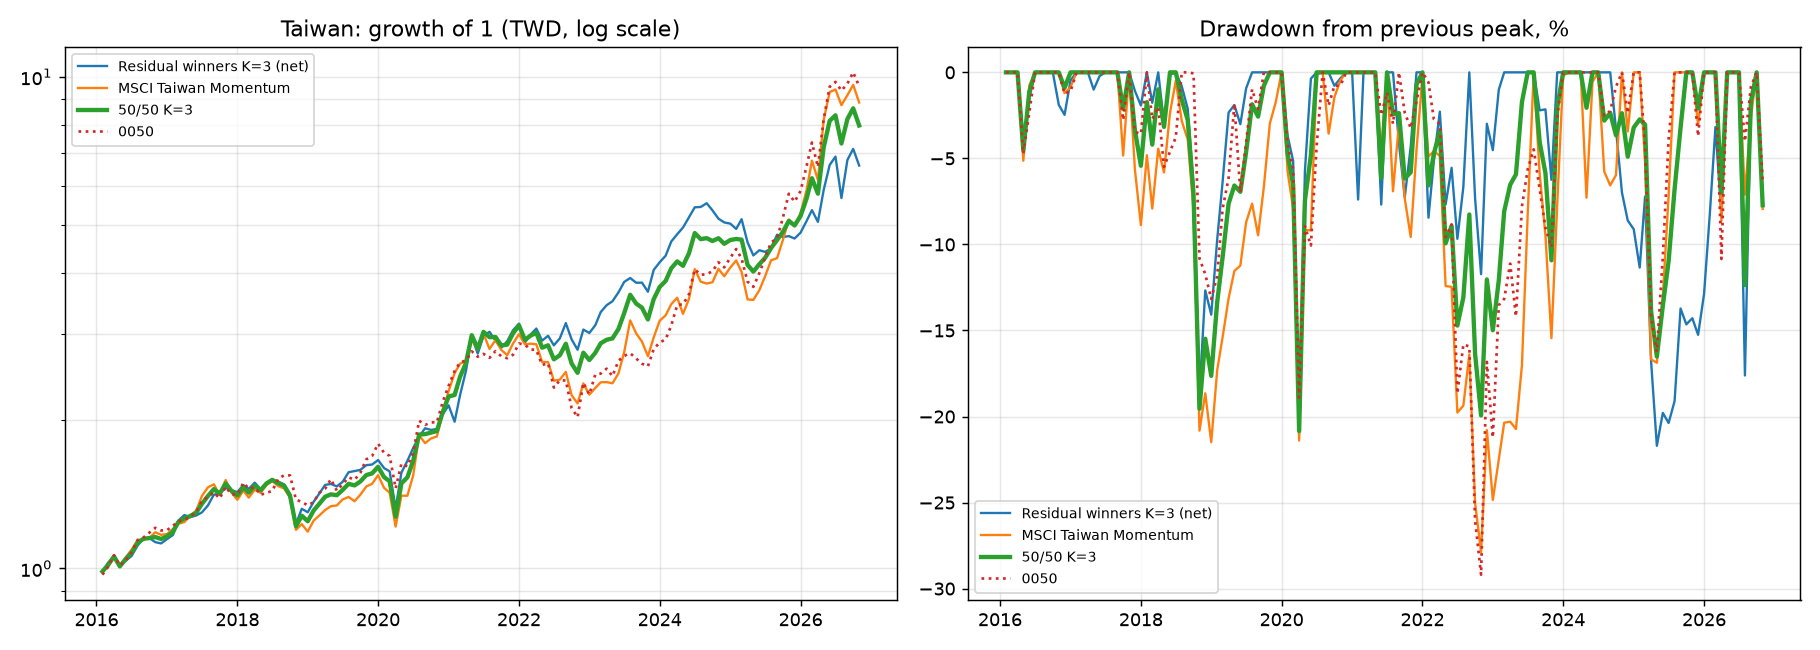 Taiwan: growth of 1 (TWD, log scale)
Residual winners K=3 (net)
MSCI Taiwan Momentum
50/50 K=3
0050
10¹
10⁰
2016
2018
2020
2022
2024
2026
Drawdown from previous peak, %
0
−5
−10
−15
−20
−25
−30
Residual winners K=3 (net)
MSCI Taiwan Momentum
50/50 K=3
0050
2016
2018
2020
2022
2024
2026